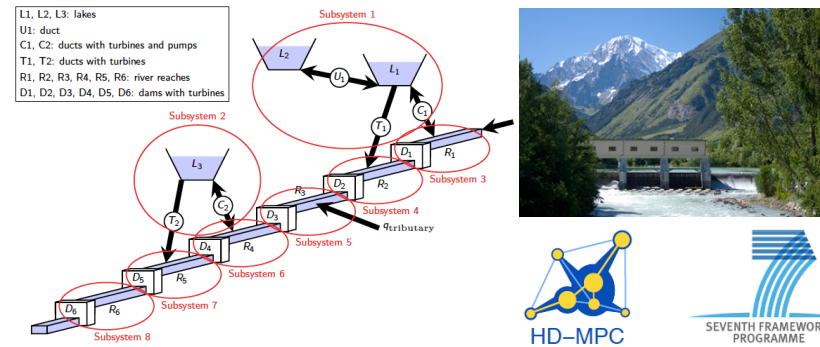 L1, L2, L3: lakes
U1: duct
C1, C2: ducts with turbines and pumps
T1, T2: ducts with turbines
R1, R2, R3, R4, R5, R6: river reaches
D1, D2, D3, D4, D5, D6: dams with turbines
Subsystem 1
L2
L1
U1
C1
T1
Subsystem 2
L3
D1
R1
Subsystem 3
D2
R2
Subsystem 4
R3
C2
T2
D3
qtributary
Subsystem 5
D4
R4
Subsystem 6
D5
R5
Subsystem 7
D6
R6
Subsystem 8
HD–MPC
SEVENTH FRAMEWOR
PROGRAMME